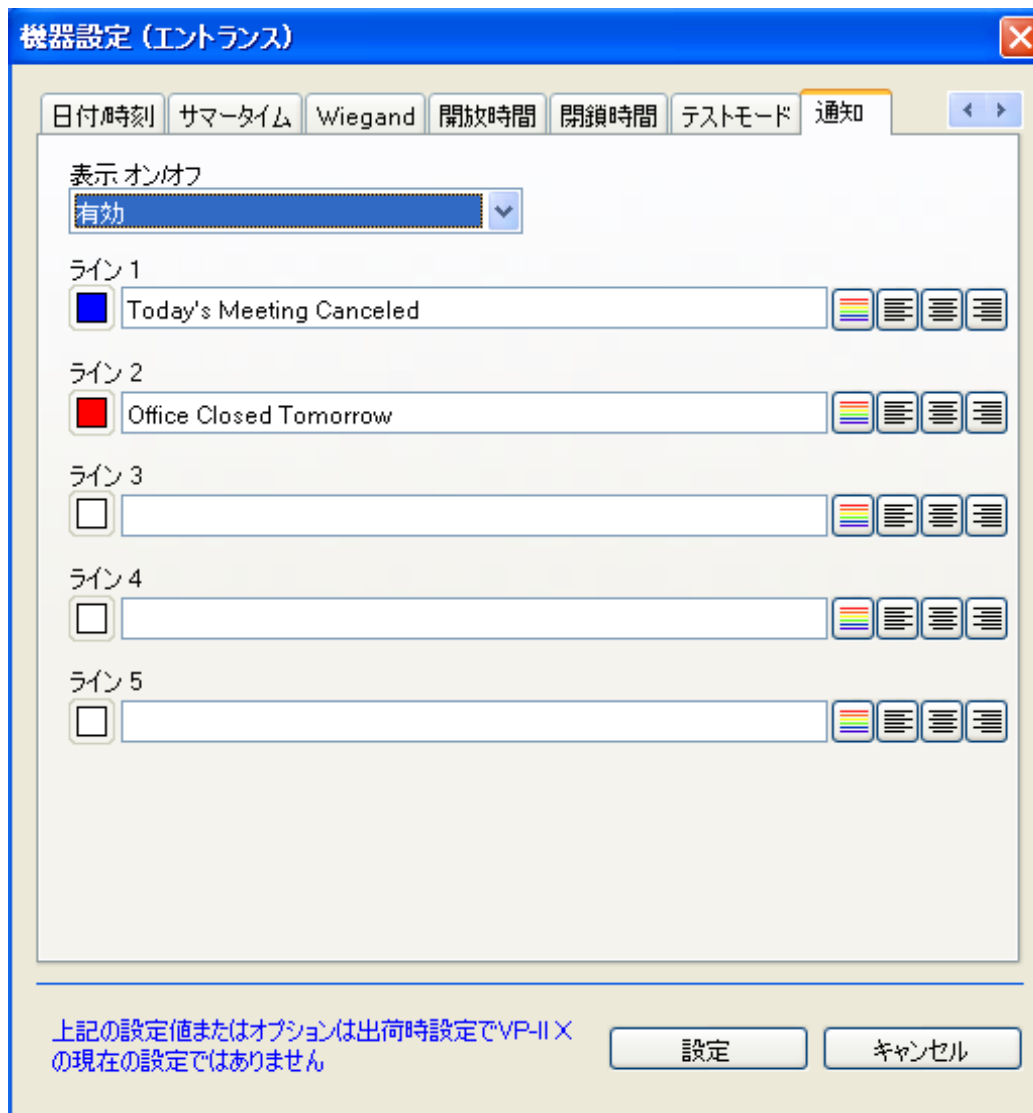 機器設定 (エントランス)
日付/時刻 サマータイム Wiegand 開放時間 閉鎖時間 テストモード 通知
表示 オン/オフ
有効
ライン 1
Today's Meeting Canceled
ライン 2
Office Closed Tomorrow
ライン 3
ライン 4
ライン 5
上記の設定値またはオプションは出荷時設定でVP-II X
の現在の設定ではありません
設定 キャンセル